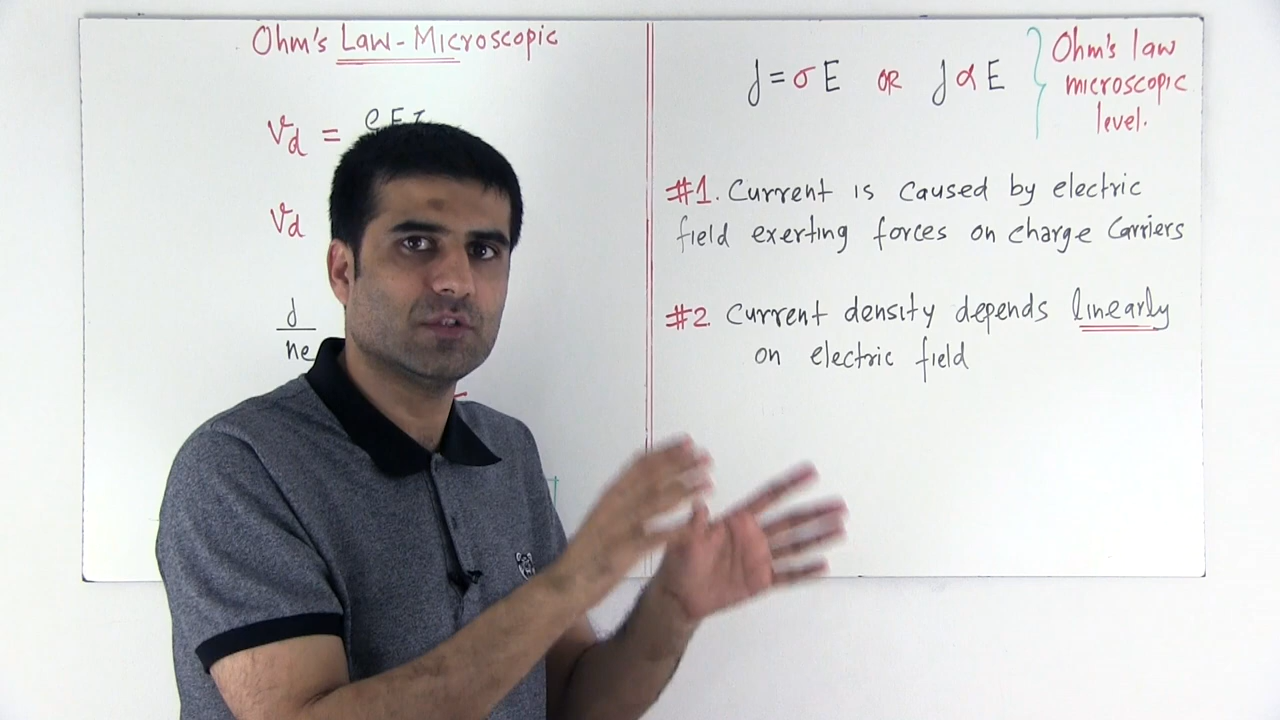 Ohm's Law - Microscopic
Vd = eEτ
Vd
J
ne
J = σ E OR J α E
Ohm's law
microscopic
level.
#1. Current is caused by electric
field exerting forces on charge carriers
#2. Current density depends linearly
on electric field